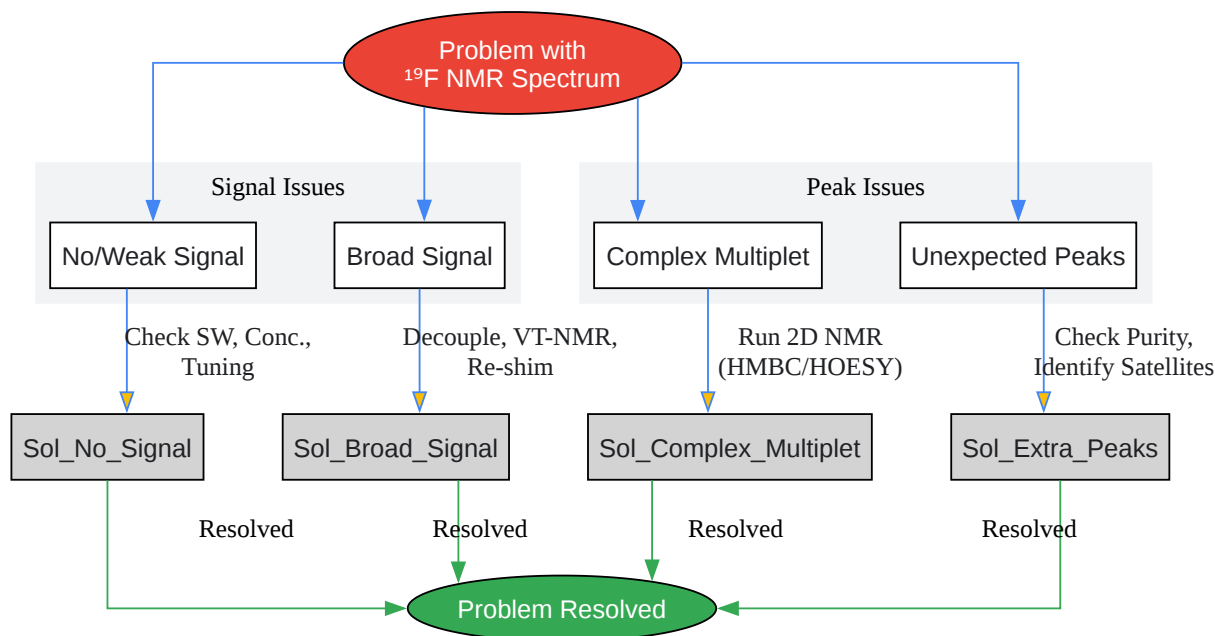 Problem with
¹⁹F NMR Spectrum
Signal Issues
Peak Issues
No/Weak Signal
Broad Signal
Complex Multiplet
Unexpected Peaks
Check SW, Conc.,
Tuning
Decouple, VT-NMR,
Re-shim
Run 2D NMR
(HMBC/HOESY)
Check Purity,
Identify Satellites
Sol_No_Signal
Sol_Broad_Signal
Sol_Complex_Multiplet
Sol_Extra_Peaks
Resolved
Resolved
Resolved
Resolved
Problem Resolved